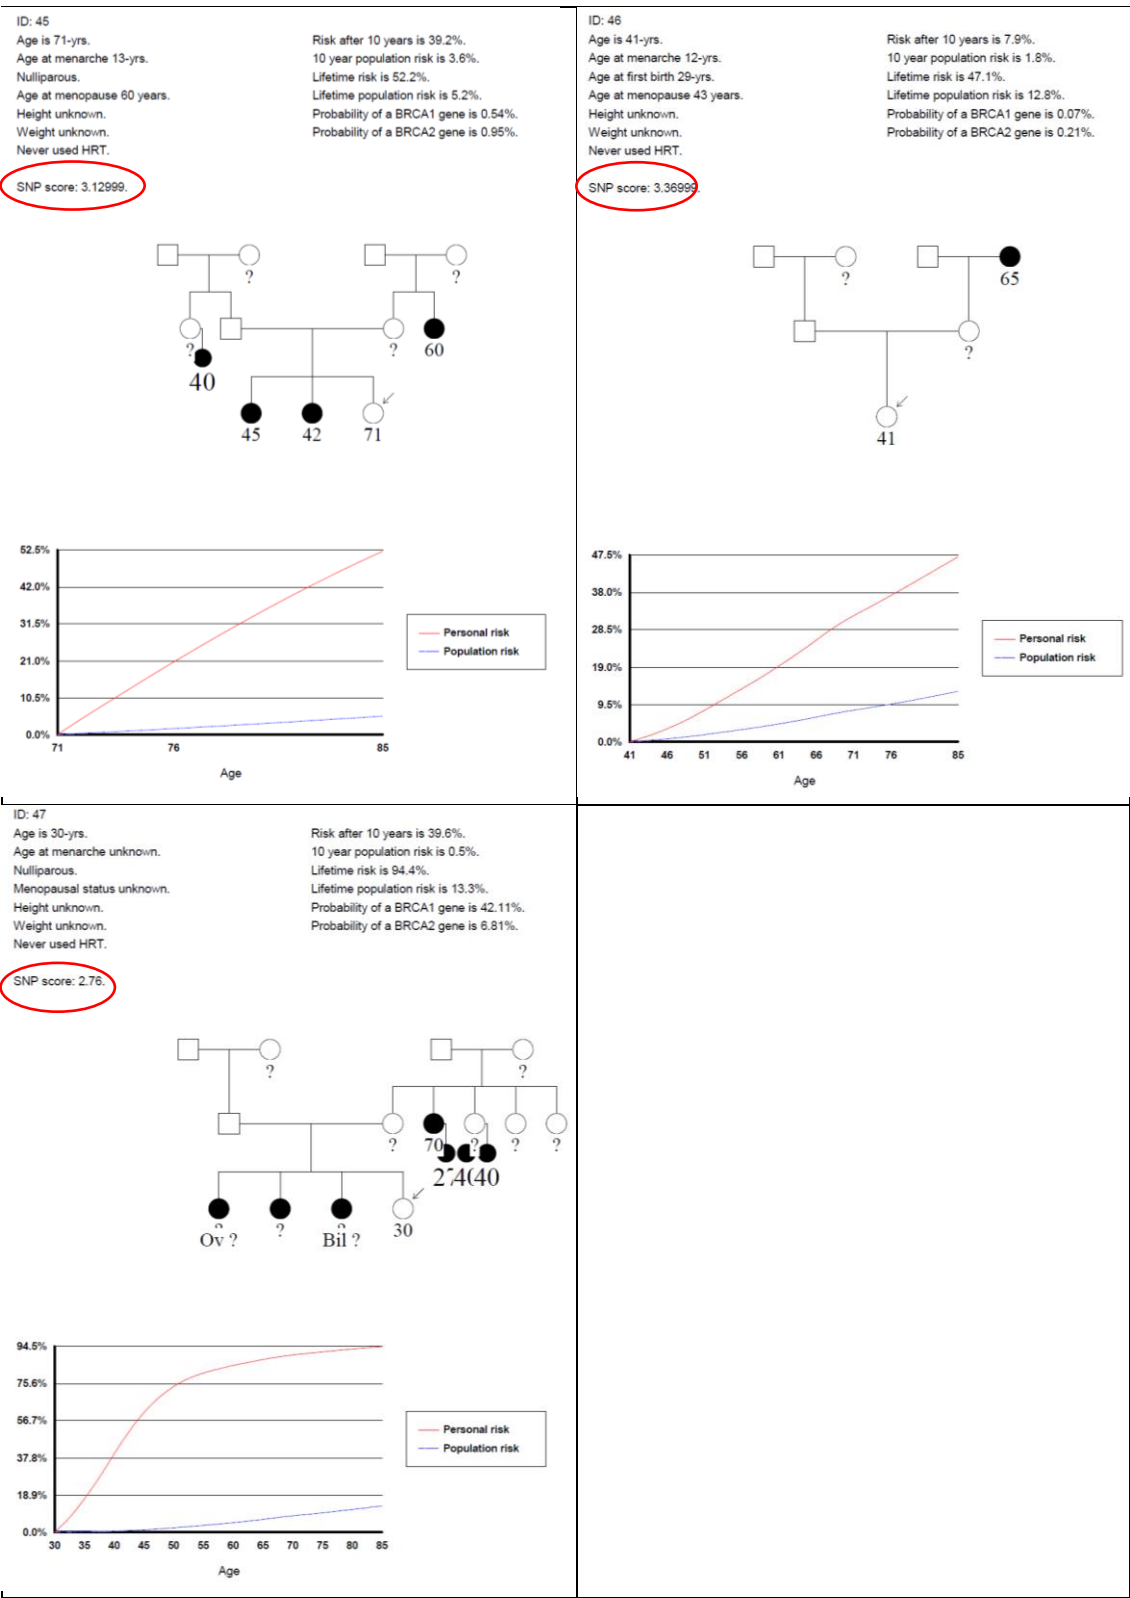 ID: 45
Age is 71-yrs.
Age at menarche 13-yrs.
Nulliparous.
Age at menopause 60 years.
Height unknown.
Weight unknown.
Never used HRT.
SNP score: 3.12999.
Risk after 10 years is 39.2%.
10 year population risk is 3.6%.
Lifetime risk is 52.2%.
Lifetime population risk is 5.2%.
Probability of a BRCA1 gene is 0.54%.
Probability of a BRCA2 gene is 0.95%.
? ?
? ? 60
40
45 42 71
52.5%
42.0%
31.5%
21.0%
10.5%
0.0%
71 76 85
Age
Personal risk
Population risk
ID: 46
Age is 41-yrs.
Age at menarche 12-yrs.
Age at first birth 29-yrs.
Age at menopause 43 years.
Height unknown.
Weight unknown.
Never used HRT.
SNP score: 3.36999.
Risk after 10 years is 7.9%.
10 year population risk is 1.8%.
Lifetime risk is 47.1%.
Lifetime population risk is 12.8%.
Probability of a BRCA1 gene is 0.07%.
Probability of a BRCA2 gene is 0.21%.
? 65
?
41
47.5%
38.0%
28.5%
19.0%
9.5%
0.0%
41 46 51 56 61 66 71 76 85
Age
Personal risk
Population risk
ID: 47
Age is 30-yrs.
Age at menarche unknown.
Nulliparous.
Menopausal status unknown.
Height unknown.
Weight unknown.
Never used HRT.
SNP score: 2.76.
Risk after 10 years is 39.6%.
10 year population risk is 0.5%.
Lifetime risk is 94.4%.
Lifetime population risk is 13.3%.
Probability of a BRCA1 gene is 42.11%.
Probability of a BRCA2 gene is 6.81%.
? ?
? 70 ? ? ?
40
? ? ? 30
Ov ? Bil ?
94.5%
75.6%
56.7%
37.8%
18.9%
0.0%
30 35 40 45 50 55 60 65 70 75 80 85
Age
Personal risk
Population risk